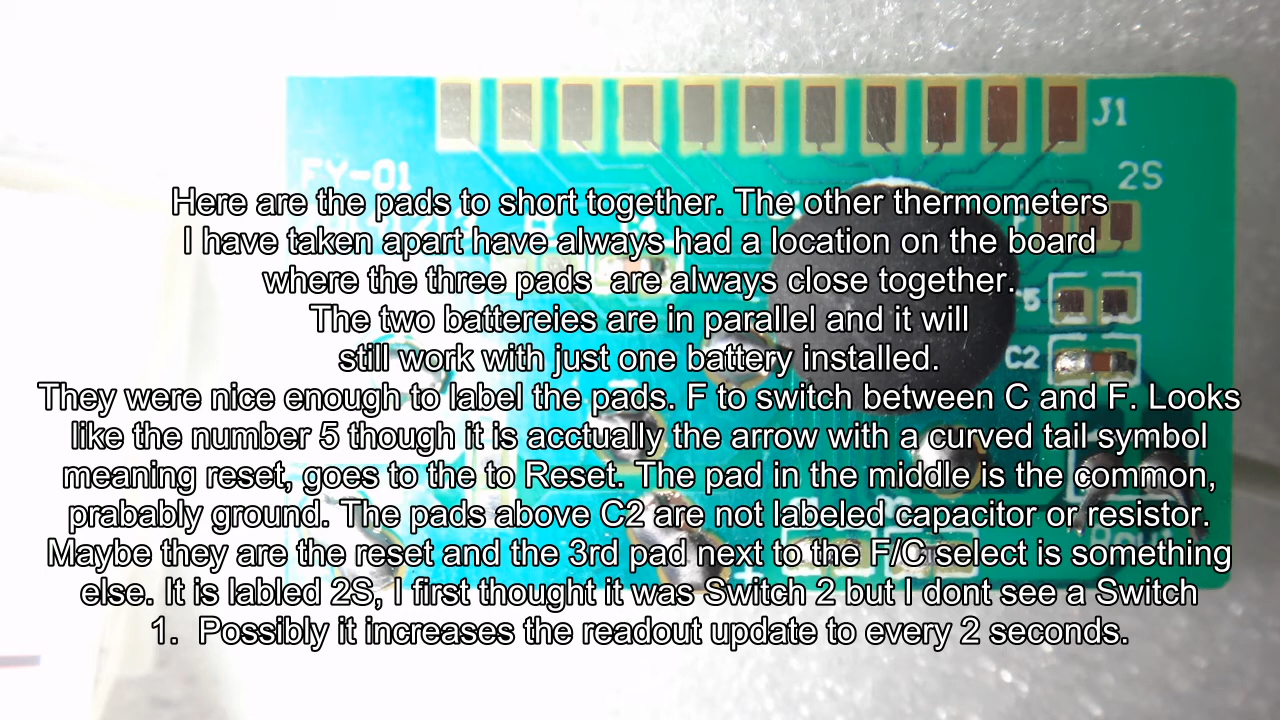 J1
2S
FY-01
Here are the pads to short together. The other thermometers
I have taken apart have always had a location on the board
where the three pads are always close together.
The two battereies are in parallel and it will
still work with just one battery installed.
They were nice enough to label the pads. F to switch between C and F. Looks
like the number 5 though it is acctually the arrow with a curved tail symbol
meaning reset, goes to the to Reset. The pad in the middle is the common,
prabably ground. The pads above C2 are not labeled capacitor or resistor.
Maybe they are the reset and the 3rd pad next to the F/C select is something
else. It is labled 2S, I first thought it was Switch 2 but I dont see a Switch
1. Possibly it increases the readout update to every 2 seconds.
5
C2